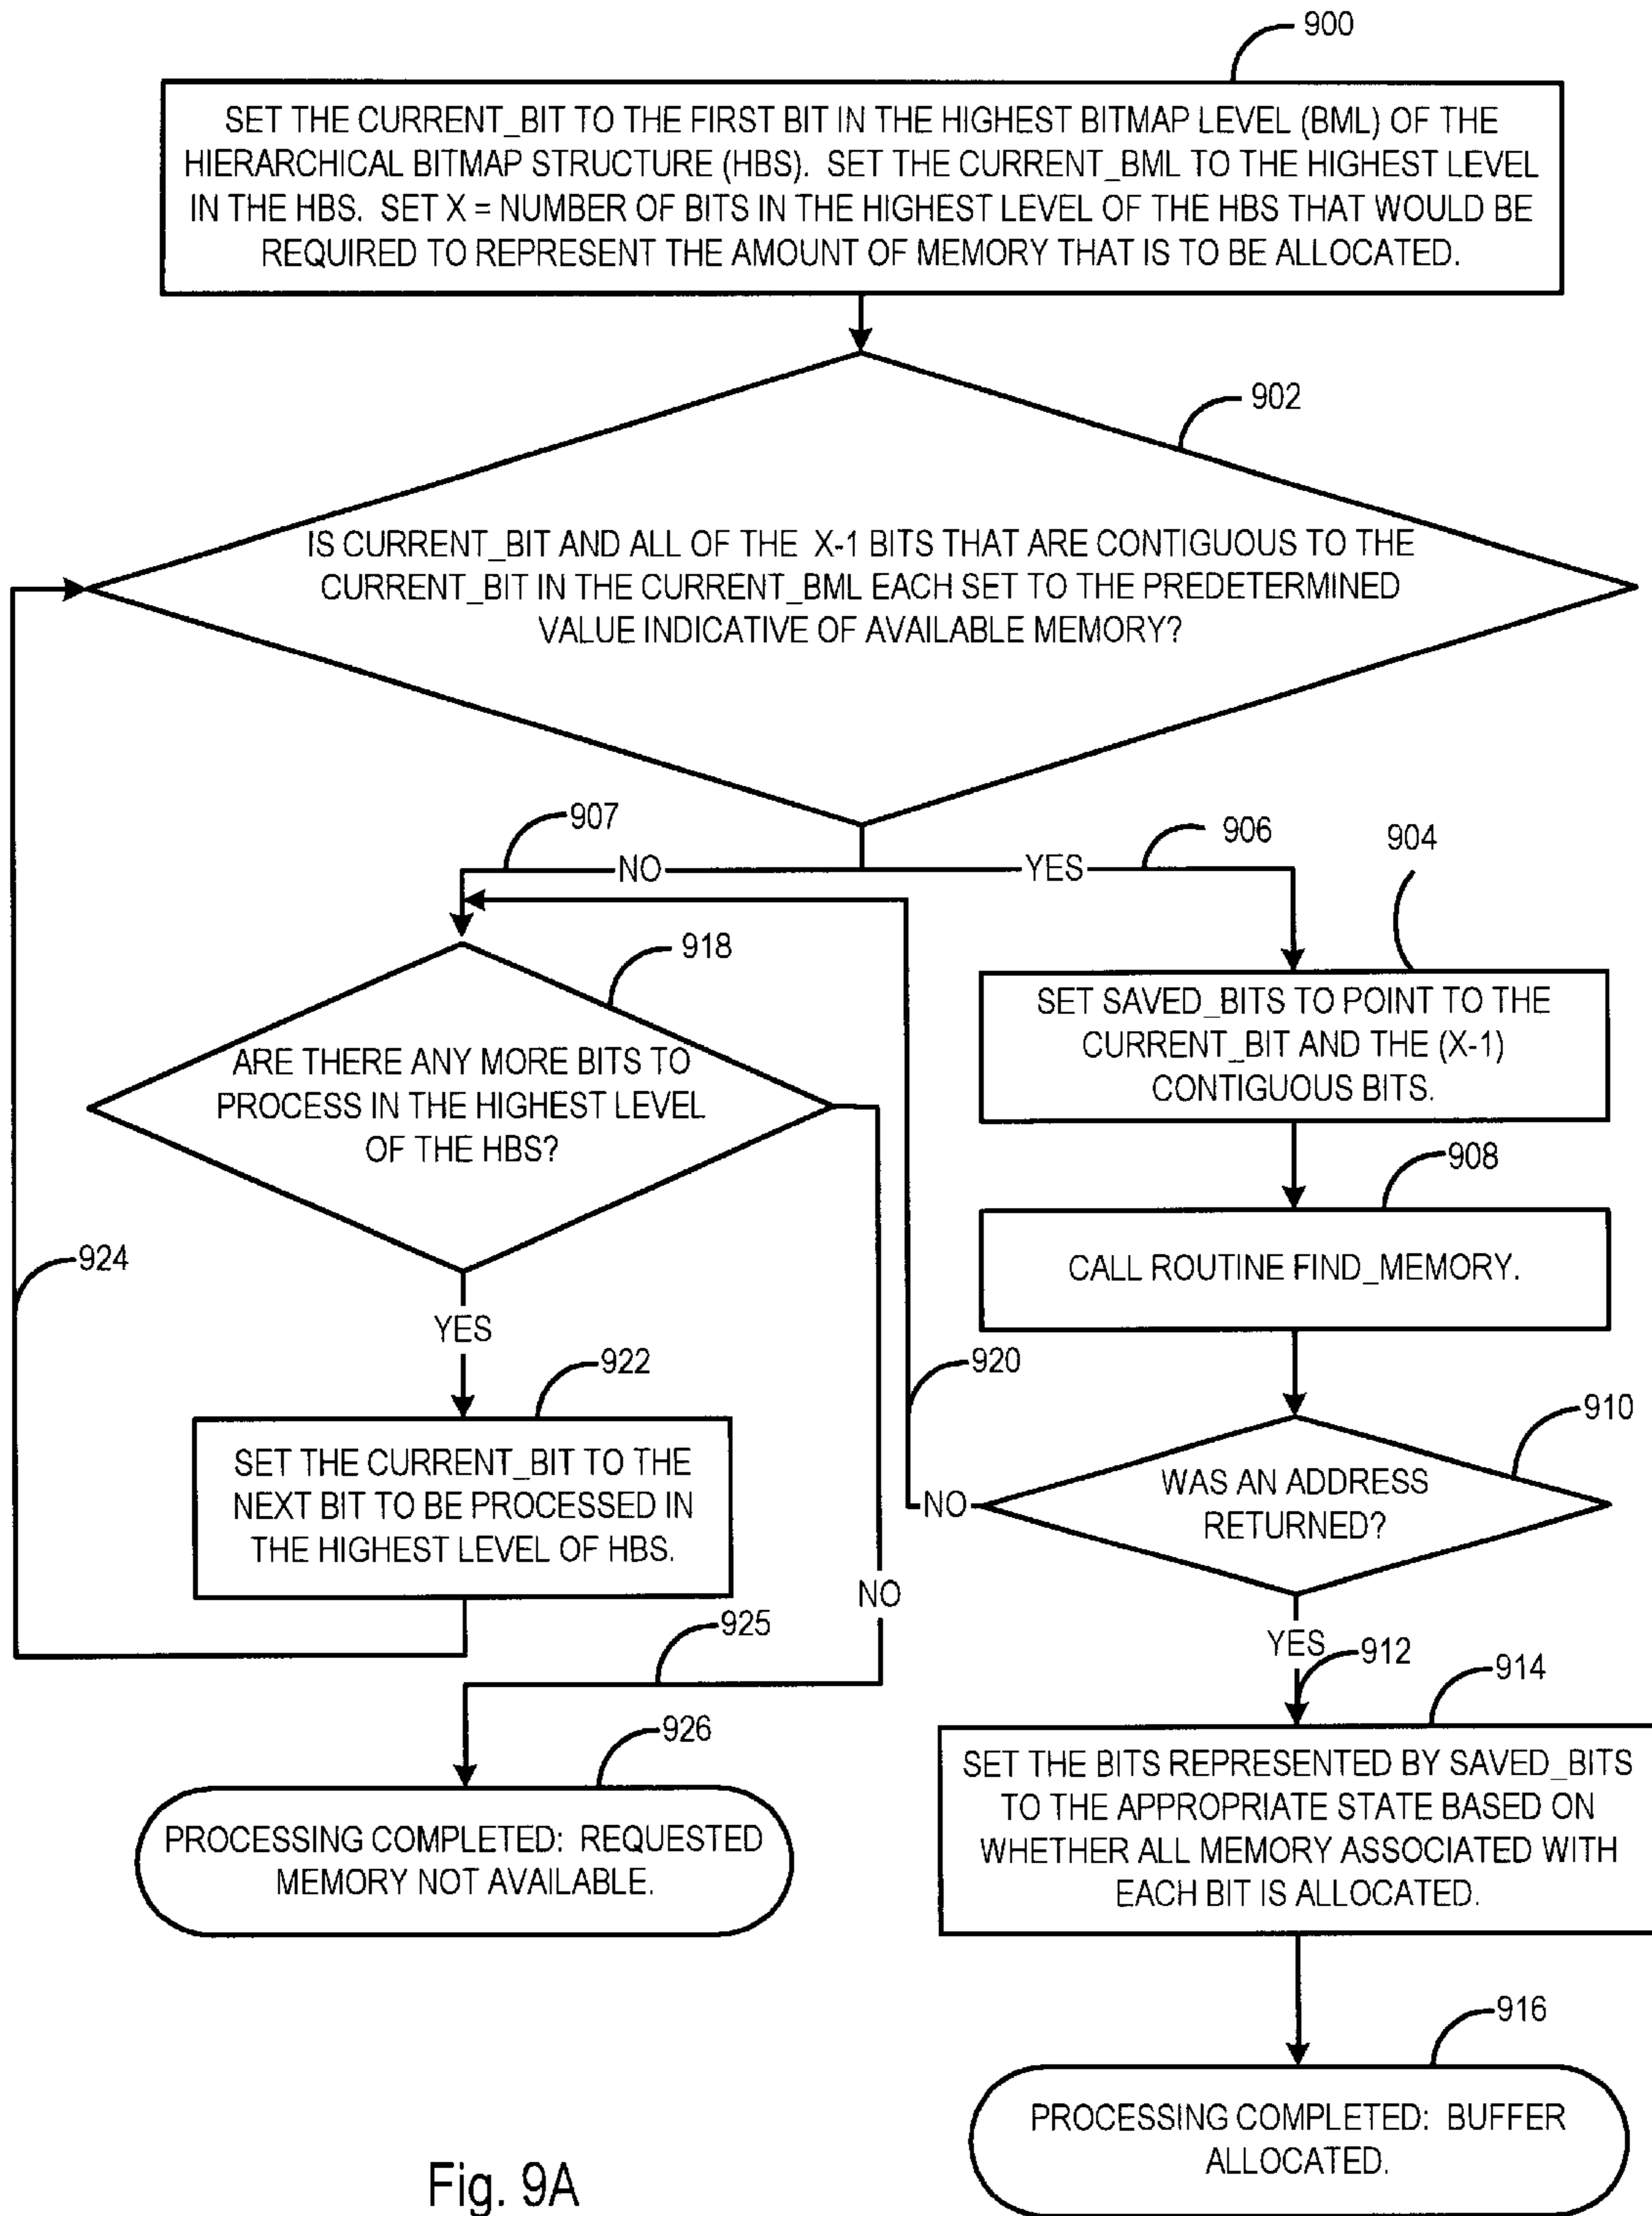 900
SET THE CURRENT_BIT TO THE FIRST BIT IN THE HIGHEST BITMAP LEVEL (BML) OF THE
HIERARCHICAL BITMAP STRUCTURE (HBS). SET THE CURRENT_BML TO THE HIGHEST LEVEL
IN THE HBS. SET X = NUMBER OF BITS IN THE HIGHEST LEVEL OF THE HBS THAT WOULD BE
REQUIRED TO REPRESENT THE AMOUNT OF MEMORY THAT IS TO BE ALLOCATED.
902
IS CURRENT_BIT AND ALL OF THE X-1 BITS THAT ARE CONTIGUOUS TO THE
CURRENT_BIT IN THE CURRENT_BML EACH SET TO THE PREDETERMINED
VALUE INDICATIVE OF AVAILABLE MEMORY?
907
906
904
NO
YES
918
ARE THERE ANY MORE BITS TO
PROCESS IN THE HIGHEST LEVEL
OF THE HBS?
SET SAVED_BITS TO POINT TO THE
CURRENT_BIT AND THE (X-1)
CONTIGUOUS BITS.
908
CALL ROUTINE FIND_MEMORY.
924
YES
922
920
910
SET THE CURRENT_BIT TO THE
NEXT BIT TO BE PROCESSED IN
THE HIGHEST LEVEL OF HBS.
WAS AN ADDRESS
RETURNED?
NO
NO
925
YES
912
914
926
PROCESSING COMPLETED: REQUESTED
MEMORY NOT AVAILABLE.
SET THE BITS REPRESENTED BY SAVED_BITS
TO THE APPROPRIATE STATE BASED ON
WHETHER ALL MEMORY ASSOCIATED WITH
EACH BIT IS ALLOCATED.
916
PROCESSING COMPLETED: BUFFER
ALLOCATED.
Fig. 9A